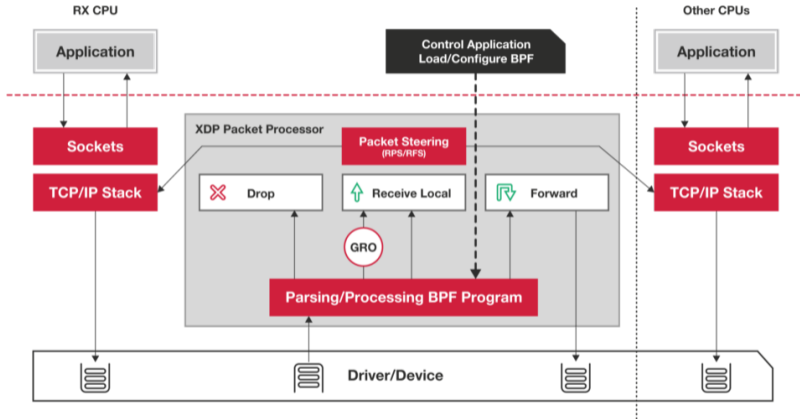 RX CPU
Other CPUs
Application
Control Application
Load/Configure BPF
Application
XDP Packet Processor
Sockets
Packet Steering
(RPS/RFS)
Sockets
TCP/IP Stack
Drop
Receive Local
Forward
TCP/IP Stack
GRO
Parsing/Processing BPF Program
Driver/Device